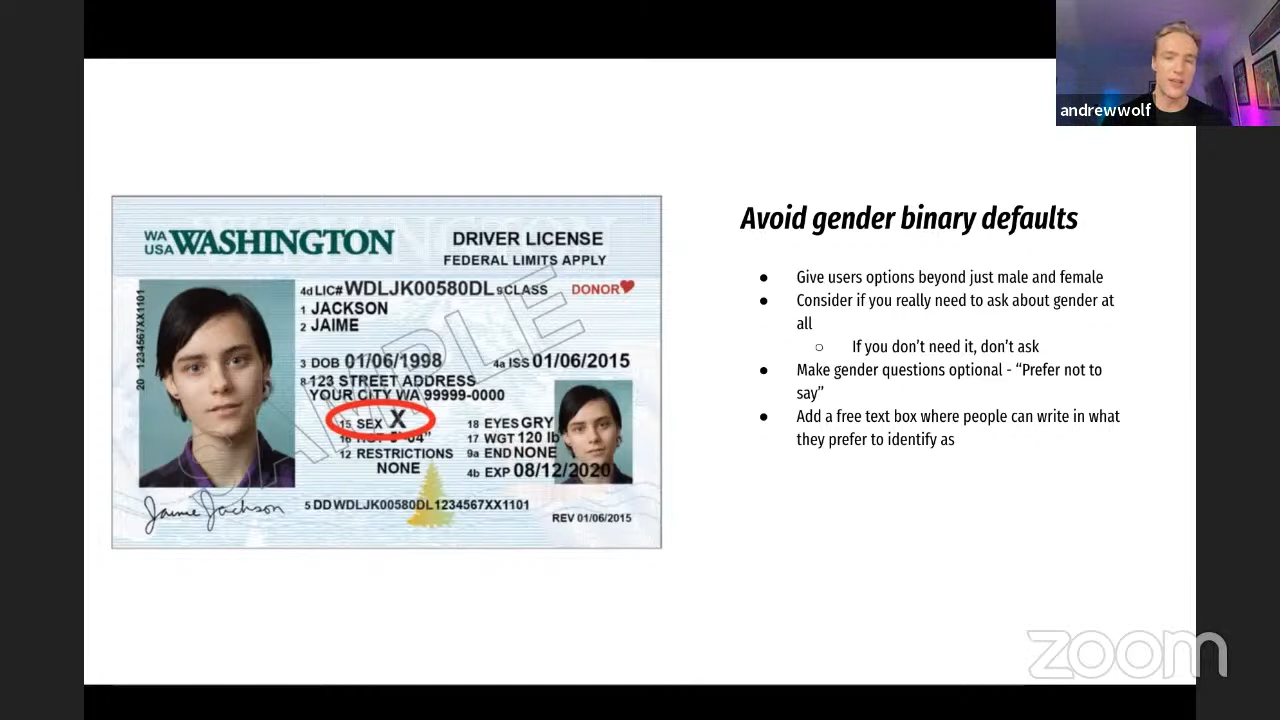 andrewwolf
WA
USA
WASHINGTON
DRIVER LICENSE
FEDERAL LIMITS APPLY
20 1234567XX1101
4d LIC# WDLJK00580DL 9 CLASS
DONOR
1 JACKSON
2 JAIME
3 DOB 01/06/1998
4a ISS 01/06/2015
8 123 STREET ADDRESS
YOUR CITY WA 99999-0000
15 SEX X
18 EYES GRY
16 HGT 5'-04"
17 WGT 120 lb
12 RESTRICTIONS
NONE
9a END NONE
4b EXP 08/12/2020
Jaime Jackson
5 DD WDLJK00580DL1234567XX1101
REV 01/06/2015
SAMPLE
Avoid gender binary defaults
● Give users options beyond just male and female
● Consider if you really need to ask about gender at
all
○ If you don’t need it, don’t ask
● Make gender questions optional - “Prefer not to
say”
● Add a free text box where people can write in what
they prefer to identify as
zoom